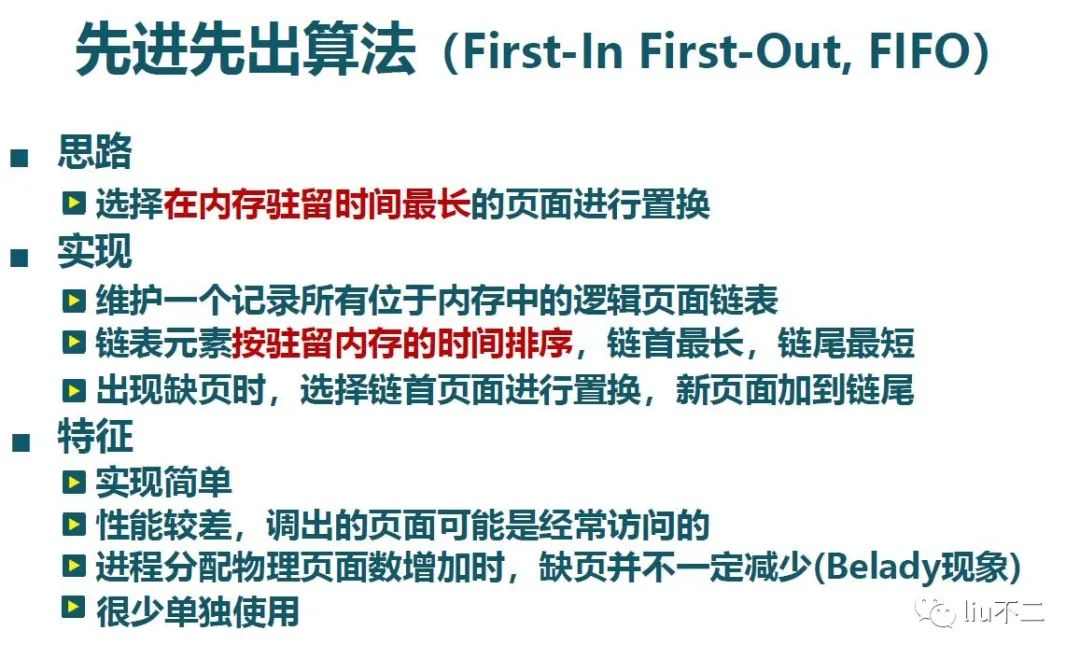 先进先出算法（First-In First-Out, FIFO）
思路
选择在内存驻留时间最长的页面进行置换
实现
维护一个记录所有位于内存中的逻辑页面链表
链表元素按驻留内存的时间排序，链首最长，链尾最短
出现缺页时，选择链首页面进行置换，新页面加到链尾
特征
实现简单
性能较差，调出的页面可能是经常访问的
进程分配物理页面数增加时，缺页并不一定减少(Belady现象)
很少单独使用
liu不二